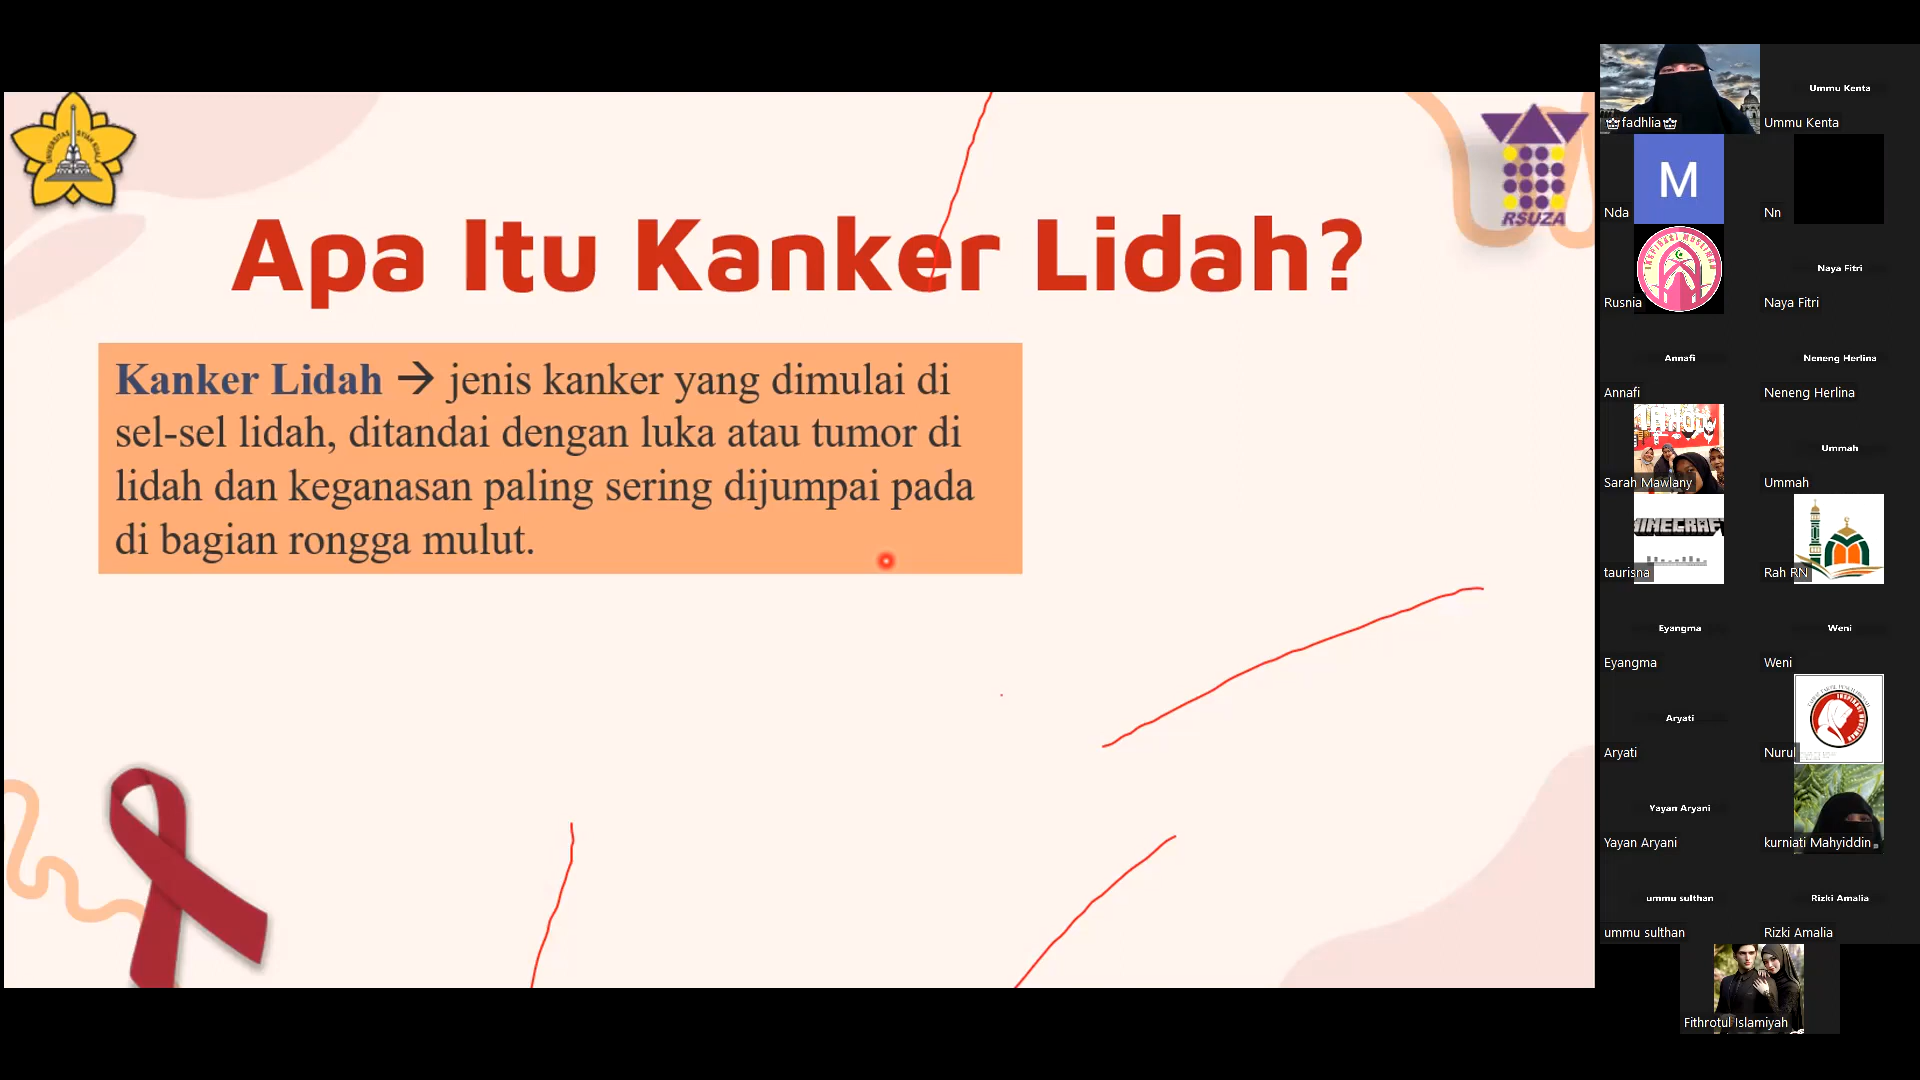 Apa Itu Kanker Lidah?
Kanker Lidah → jenis kanker yang dimulai di
sel-sel lidah, ditandai dengan luka atau tumor di
lidah dan keganasan paling sering dijumpai pada
di bagian rongga mulut.
RSUZA
fadhlia
Ummu Kenta
Ummu Kenta
M
Nda
Nn
INSPIRASI MUSLIMAH
Rusnia
Naya Fitri
Naya Fitri
Annafi
Annafi
Neneng Herlina
Neneng Herlina
Sarah Mawlany
Ummah
Ummah
MINECRAFT
taurisna
Rah RN
Eyangma
Eyangma
Weni
Weni
Aryati
Aryati
Nurul
Yayan Aryani
Yayan Aryani
kurniati Mahyiddin
ummu sulthan
ummu sulthan
Rizki Amalia
Rizki Amalia
Fithrotul Islamiyah